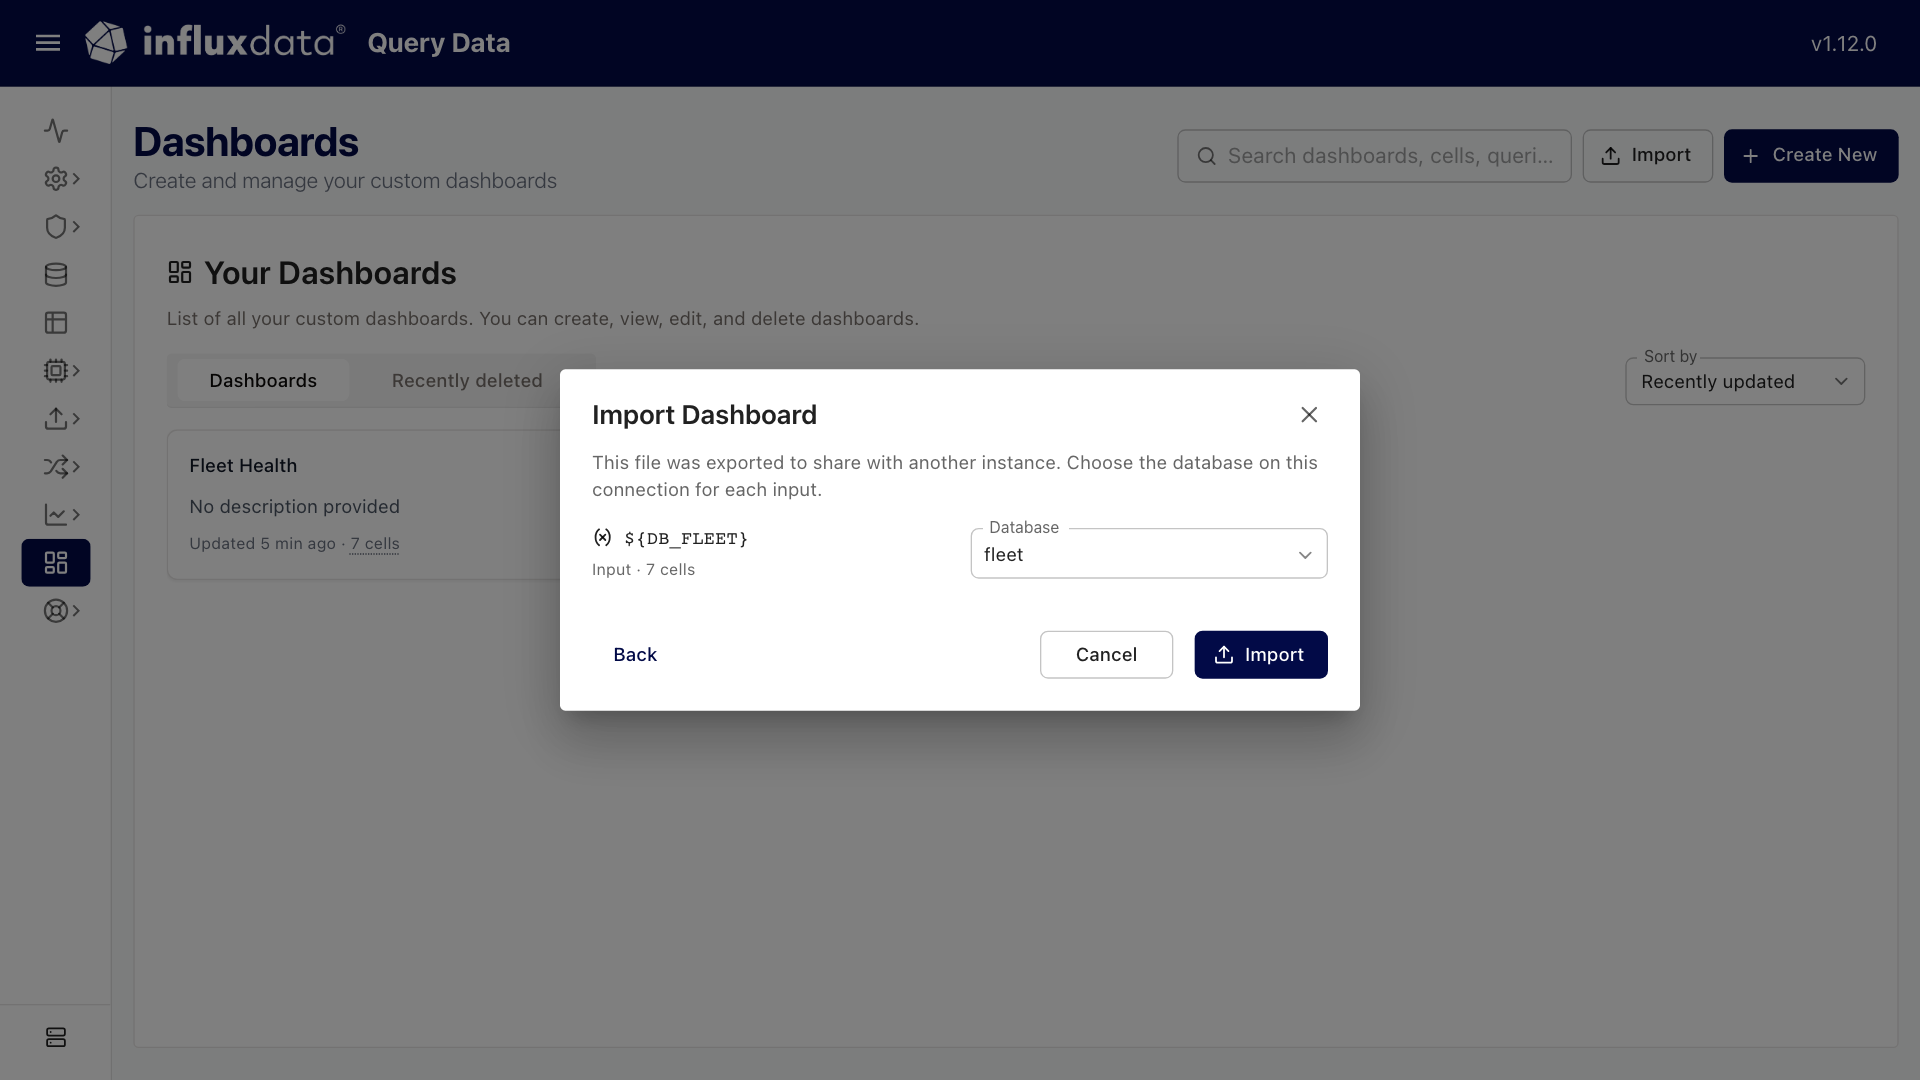 influxdata® Query Data
v1.12.0
Dashboards
Create and manage your custom dashboards
Search dashboards, cells, queri...
Import
Create New
Your Dashboards
List of all your custom dashboards. You can create, view, edit, and delete dashboards.
Dashboards
Recently deleted
Sort by
Recently updated
Fleet Health
No description provided
Updated 5 min ago · 7 cells
Import Dashboard
This file was exported to share with another instance. Choose the database on this
connection for each input.
${DB_FLEET}
Input · 7 cells
Database
fleet
Back
Cancel
Import